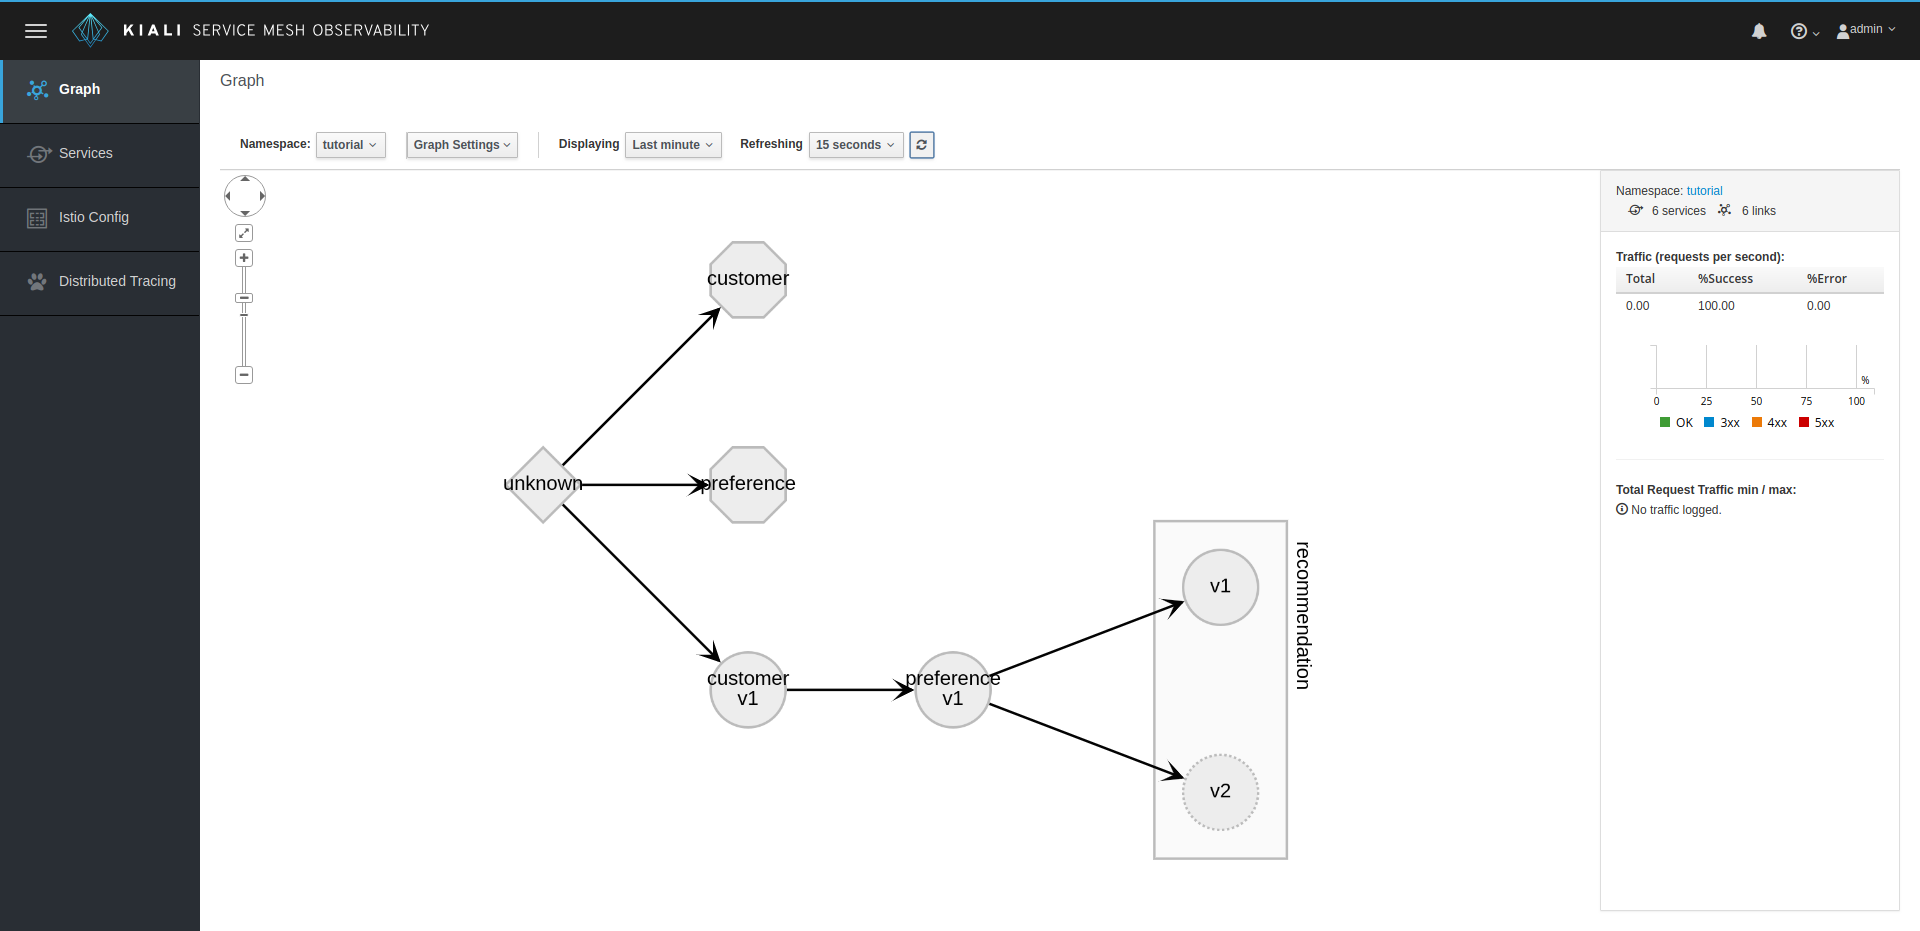 KIALI SERVICE MESH OBSERVABILITY
admin
Graph
Services
Istio Config
Distributed Tracing
Graph
Namespace: tutorial Graph Settings Displaying Last minute Refreshing 15 seconds
customer
unknown
preference
customer
v1
preference
v1
v1
v2
recommendation
Namespace: tutorial
6 services 6 links
Traffic (requests per second):
Total %Success %Error
0.00 100.00 0.00
%
0 25 50 75 100
OK 3xx 4xx 5xx
Total Request Traffic min / max:
No traffic logged.